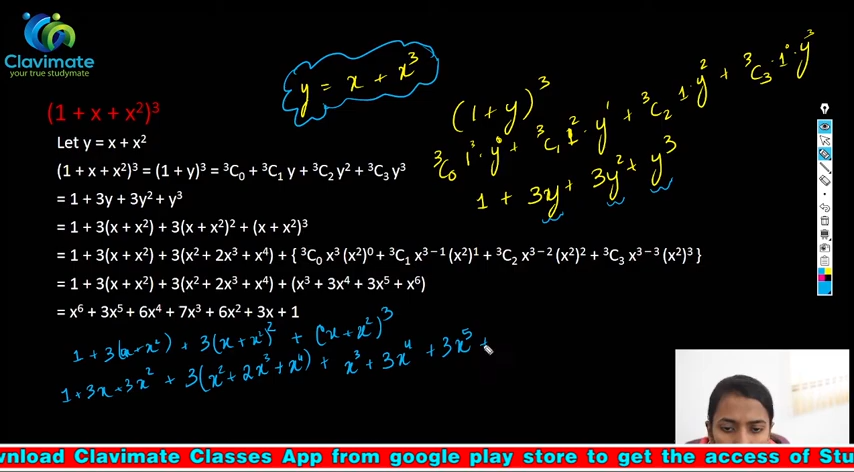 Clavimate
your true studymate
y = x + x³
(1 + x + x²)³
Let y = x + x²
(1 + x + x²)³ = (1 + y)³ = ³C₀ + ³C₁ y + ³C₂ y² + ³C₃ y³
= 1 + 3y + 3y² + y³
= 1 + 3(x + x²) + 3(x + x²)² + (x + x²)³
= 1 + 3(x + x²) + 3(x² + 2x³ + x⁴) + { ³C₀ x³ (x²)⁰ + ³C₁ x³⁻¹ (x²)¹ + ³C₂ x³⁻² (x²)² + ³C₃ x³⁻³ (x²)³ }
= 1 + 3(x + x²) + 3(x² + 2x³ + x⁴) + (x³ + 3x⁴ + 3x⁵ + x⁶)
= x⁶ + 3x⁵ + 6x⁴ + 7x³ + 6x² + 3x + 1
(1 + y)³
³C₀ 1³ · y⁰ + ³C₁ 1² · y¹ + ³C₂ 1 · y² + ³C₃ · 1⁰ · y³
1 + 3y + 3y² + y³
1 + 3(x + x²) + 3(x + x²)² + (x + x²)³
1 + 3x + 3x² + 3(x² + 2x³ + x⁴) + x³ + 3x⁴ + 3x⁵ +
wnload Clavimate Classes App from google play store to get the access of Stu